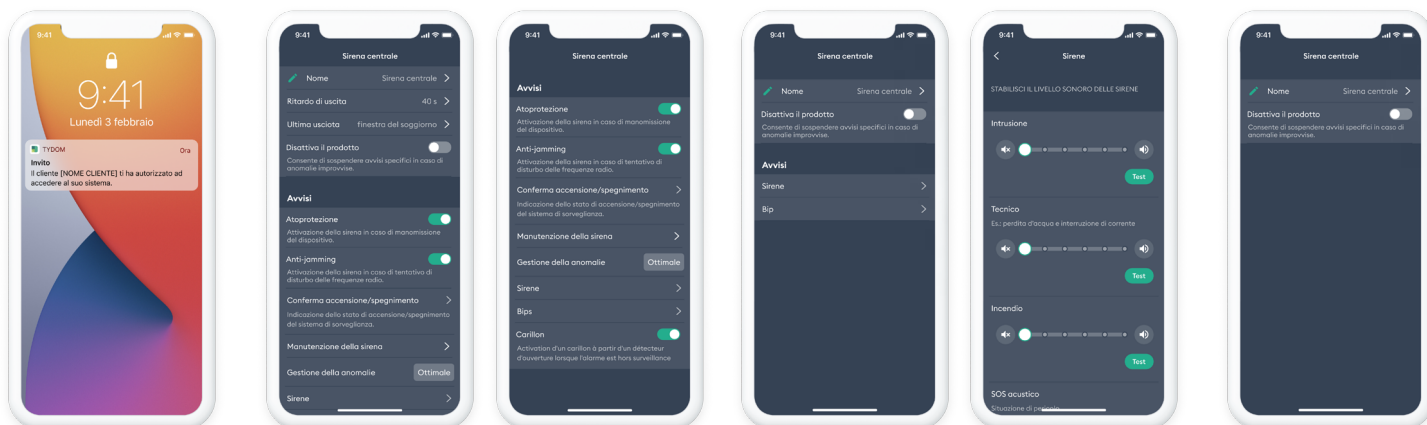 9:41
9:41
Lunedì 3 febbraio
TYDOM
Ora
Invito
Il cliente [NOME CLIENTE] ti ha autorizzato ad
accedere al suo sistema.
9:41
Sirena centrale
Nome
Sirena centrale
Ritardo di uscita
40 s
Ultima usciota
finestra del soggiorno
Disattiva il prodotto
Consente di sospendere avvisi specifici in caso di
anomalie improvvise.
Avvisi
Atoprotezione
Attivazione della sirena in caso di manomissione
del dispositivo.
Anti-jamming
Attivazione della sirena in caso di tentativo di
disturbo delle frequenze radio.
Conferma accensione/spegnimento
Indicazione dello stato di accensione/spegnimento
del sistema di sorveglianza.
Manutenzione della sirena
Gestione della anomalie
Ottimale
Sirene
9:41
Sirena centrale
Avvisi
Atoprotezione
Attivazione della sirena in caso di manomissione
del dispositivo.
Anti-jamming
Attivazione della sirena in caso di tentativo di
disturbo delle frequenze radio.
Conferma accensione/spegnimento
Indicazione dello stato di accensione/spegnimento
del sistema di sorveglianza.
Manutenzione della sirena
Gestione della anomalie
Ottimale
Sirene
Bips
Carillon
Activation d'un carillon à partir d'un détecteur
d'ouverture lorsque l'alarme est hors surveillance
9:41
Sirena centrale
Nome
Sirena centrale
Disattiva il prodotto
Consente di sospendere avvisi specifici in caso di
anomalie improvvise.
Avvisi
Sirene
Bip
9:41
Sirene
STABILISCI IL LIVELLO SONORO DELLE SIRENE
Intrusione
Test
Tecnico
Es.: perdita d'acqua e interruzione di corrente
Test
Incendio
Test
SOS acustico
Situazione di pericolo
9:41
Sirena centrale
Nome
Sirena centrale
Disattiva il prodotto
Consente di sospendere avvisi specifici in caso di
anomalie improvvise.